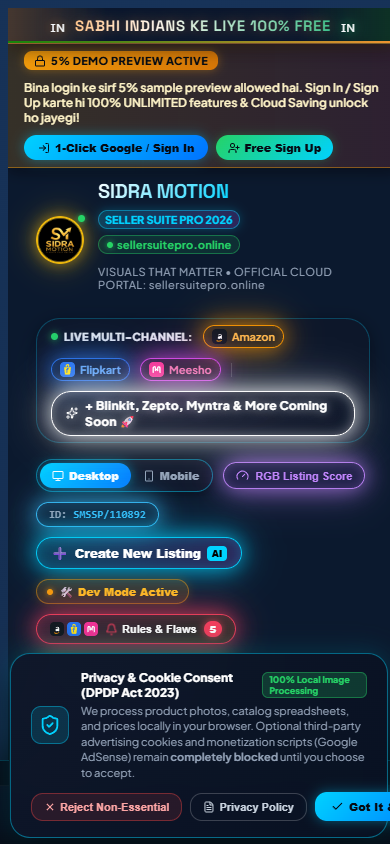 IN SABHI INDIANS KE LIYE 100% FREE IN
5% DEMO PREVIEW ACTIVE
Bina login ke sirf 5% sample preview allowed hai. Sign In / Sign
Up karte hi 100% UNLIMITED features & Cloud Saving unlock
ho jayegi!
1-Click Google / Sign In
Free Sign Up
SIDRA MOTION
SELLER SUITE PRO 2026
sellersuitepro.online
SIDRA
MOTION
VISUALS THAT MATTER • OFFICIAL CLOUD
PORTAL: sellersuitepro.online
LIVE MULTI-CHANNEL:
a Amazon
Flipkart
M Meesho
+ Blinkit, Zepto, Myntra & More Coming
Soon 🚀
Desktop
Mobile
RGB Listing Score
ID: SMSSP/110892
➕ Create New Listing AI
🛠️ Dev Mode Active
a M Rules & Flaws 5
Privacy & Cookie Consent
(DPDP Act 2023)
100% Local Image
Processing
We process product photos, catalog spreadsheets,
and prices locally in your browser. Optional third-party
advertising cookies and monetization scripts (Google
AdSense) remain completely blocked until you choose
to accept.
Reject Non-Essential
Privacy Policy
Got It